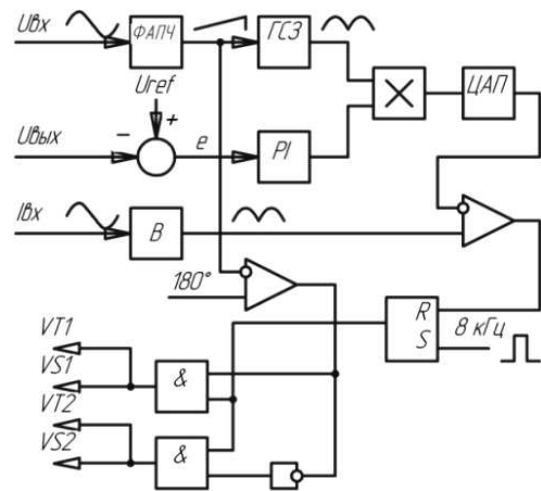 Uвх
ФАПЧ
ГСЗ
ЦАП
Uref
+
−
Uвых
e
PI
Iвх
B
180°
R
S
8 кГц
VT1
VS1
&
VT2
VS2
&